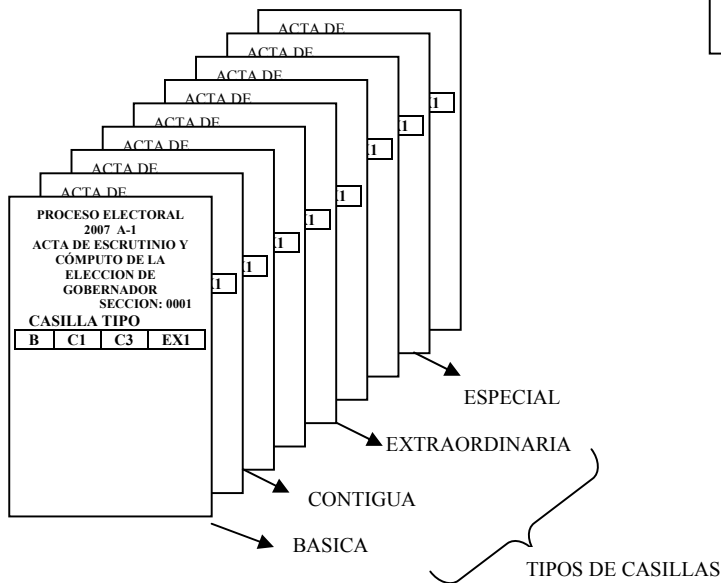 ACTA DE
ACTA DE
ACTA DE
ACTA DE
ACTA DE
ACTA DE
ACTA DE
ACTA DE
PROCESO ELECTORAL
2007 A-1
ACTA DE ESCRUTINIO Y
CÓMPUTO DE LA
ELECCION DE
GOBERNADOR
SECCION: 0001
CASILLA TIPO
B C1 C3 EX1
ESPECIAL
EXTRAORDINARIA
CONTIGUA
BASICA
TIPOS DE CASILLAS